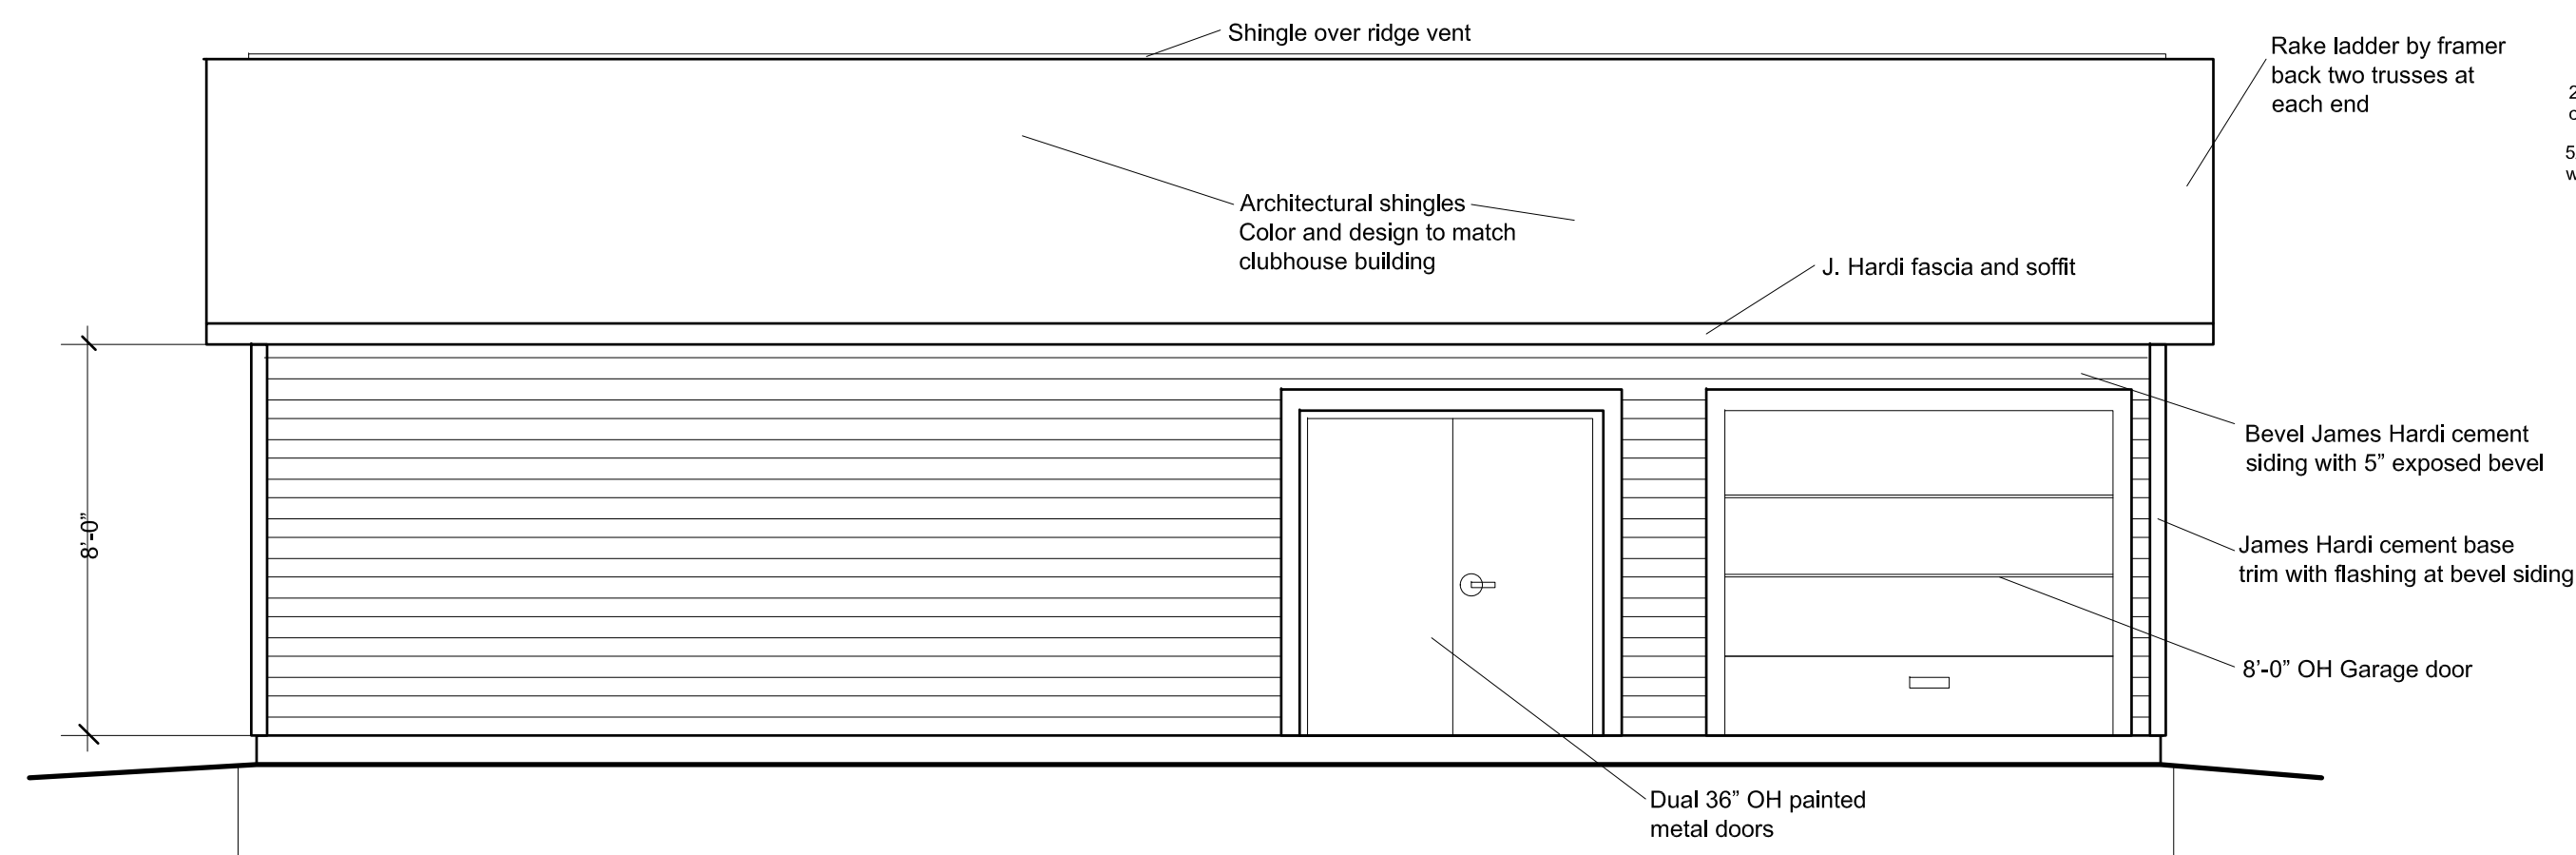 Shingle over ridge vent
Rake ladder by framer
back two trusses at
each end
Architectural shingles
Color and design to match
clubhouse building
J. Hardi fascia and soffit
8’-0”
Bevel James Hardi cement
siding with 5” exposed bevel
James Hardi cement base
trim with flashing at bevel siding
8’-0” OH Garage door
Dual 36” OH painted
metal doors